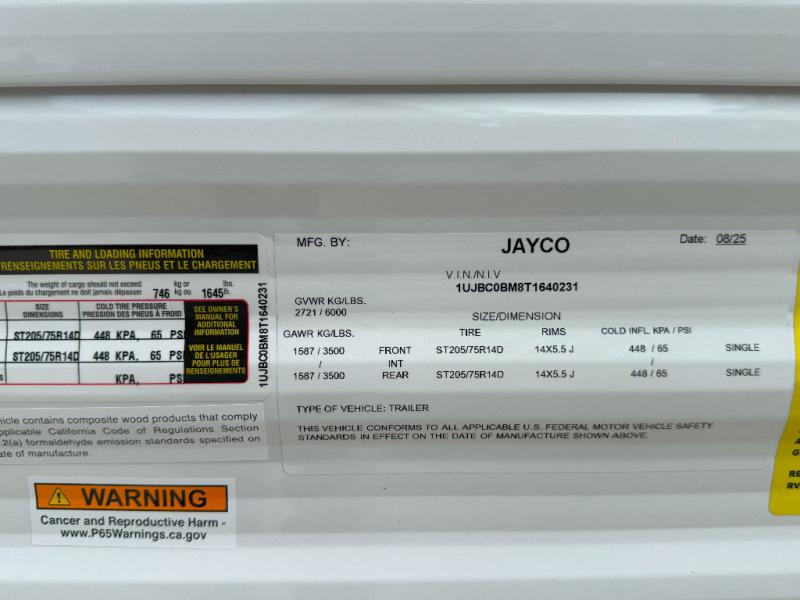 TIRE AND LOADING INFORMATION
RENSEIGNEMENTS SUR LES PNEUS ET LE CHARGEMENT
The weight of cargo should not exceed
Le poids du chargement ne doit jamais dépasser
746 kg or kg ou 1645 lbs. lb.
SIZE
DIMENSIONS
COLD TIRE PRESSURE
PRESSION DES PNEUS À FROID
ST205/75R14D 448 KPA, 65 PSI
ST205/75R14D 448 KPA, 65 PSI
KPA, PSI
SEE OWNER'S
MANUAL FOR
ADDITIONAL
INFORMATION
VOIR LE MANUEL
DE L'USAGER
POUR PLUS DE
RENSEIGNEMENTS
1UJBC0BM8T1640231
MFG. BY: JAYCO Date: 08/25
V.I.N./N.I.V
1UJBC0BM8T1640231
GVWR KG/LBS.
2721 / 6000
SIZE/DIMENSION
GAWR KG/LBS. TIRE RIMS COLD INFL. KPA / PSI
1587 / 3500 FRONT ST205/75R14D 14X5.5 J 448 / 65 SINGLE
/ INT /
1587 / 3500 REAR ST205/75R14D 14X5.5 J 448 / 65 SINGLE
TYPE OF VEHICLE: TRAILER
THIS VEHICLE CONFORMS TO ALL APPLICABLE U.S. FEDERAL MOTOR VEHICLE SAFETY
STANDARDS IN EFFECT ON THE DATE OF MANUFACTURE SHOWN ABOVE.
hicle contains composite wood products that comply
applicable California Code of Regulations Section
.2(a) formaldehyde emission standards specified on
ate of manufacture.
WARNING
Cancer and Reproductive Harm -
www.P65Warnings.ca.gov
A
G
RE
RV